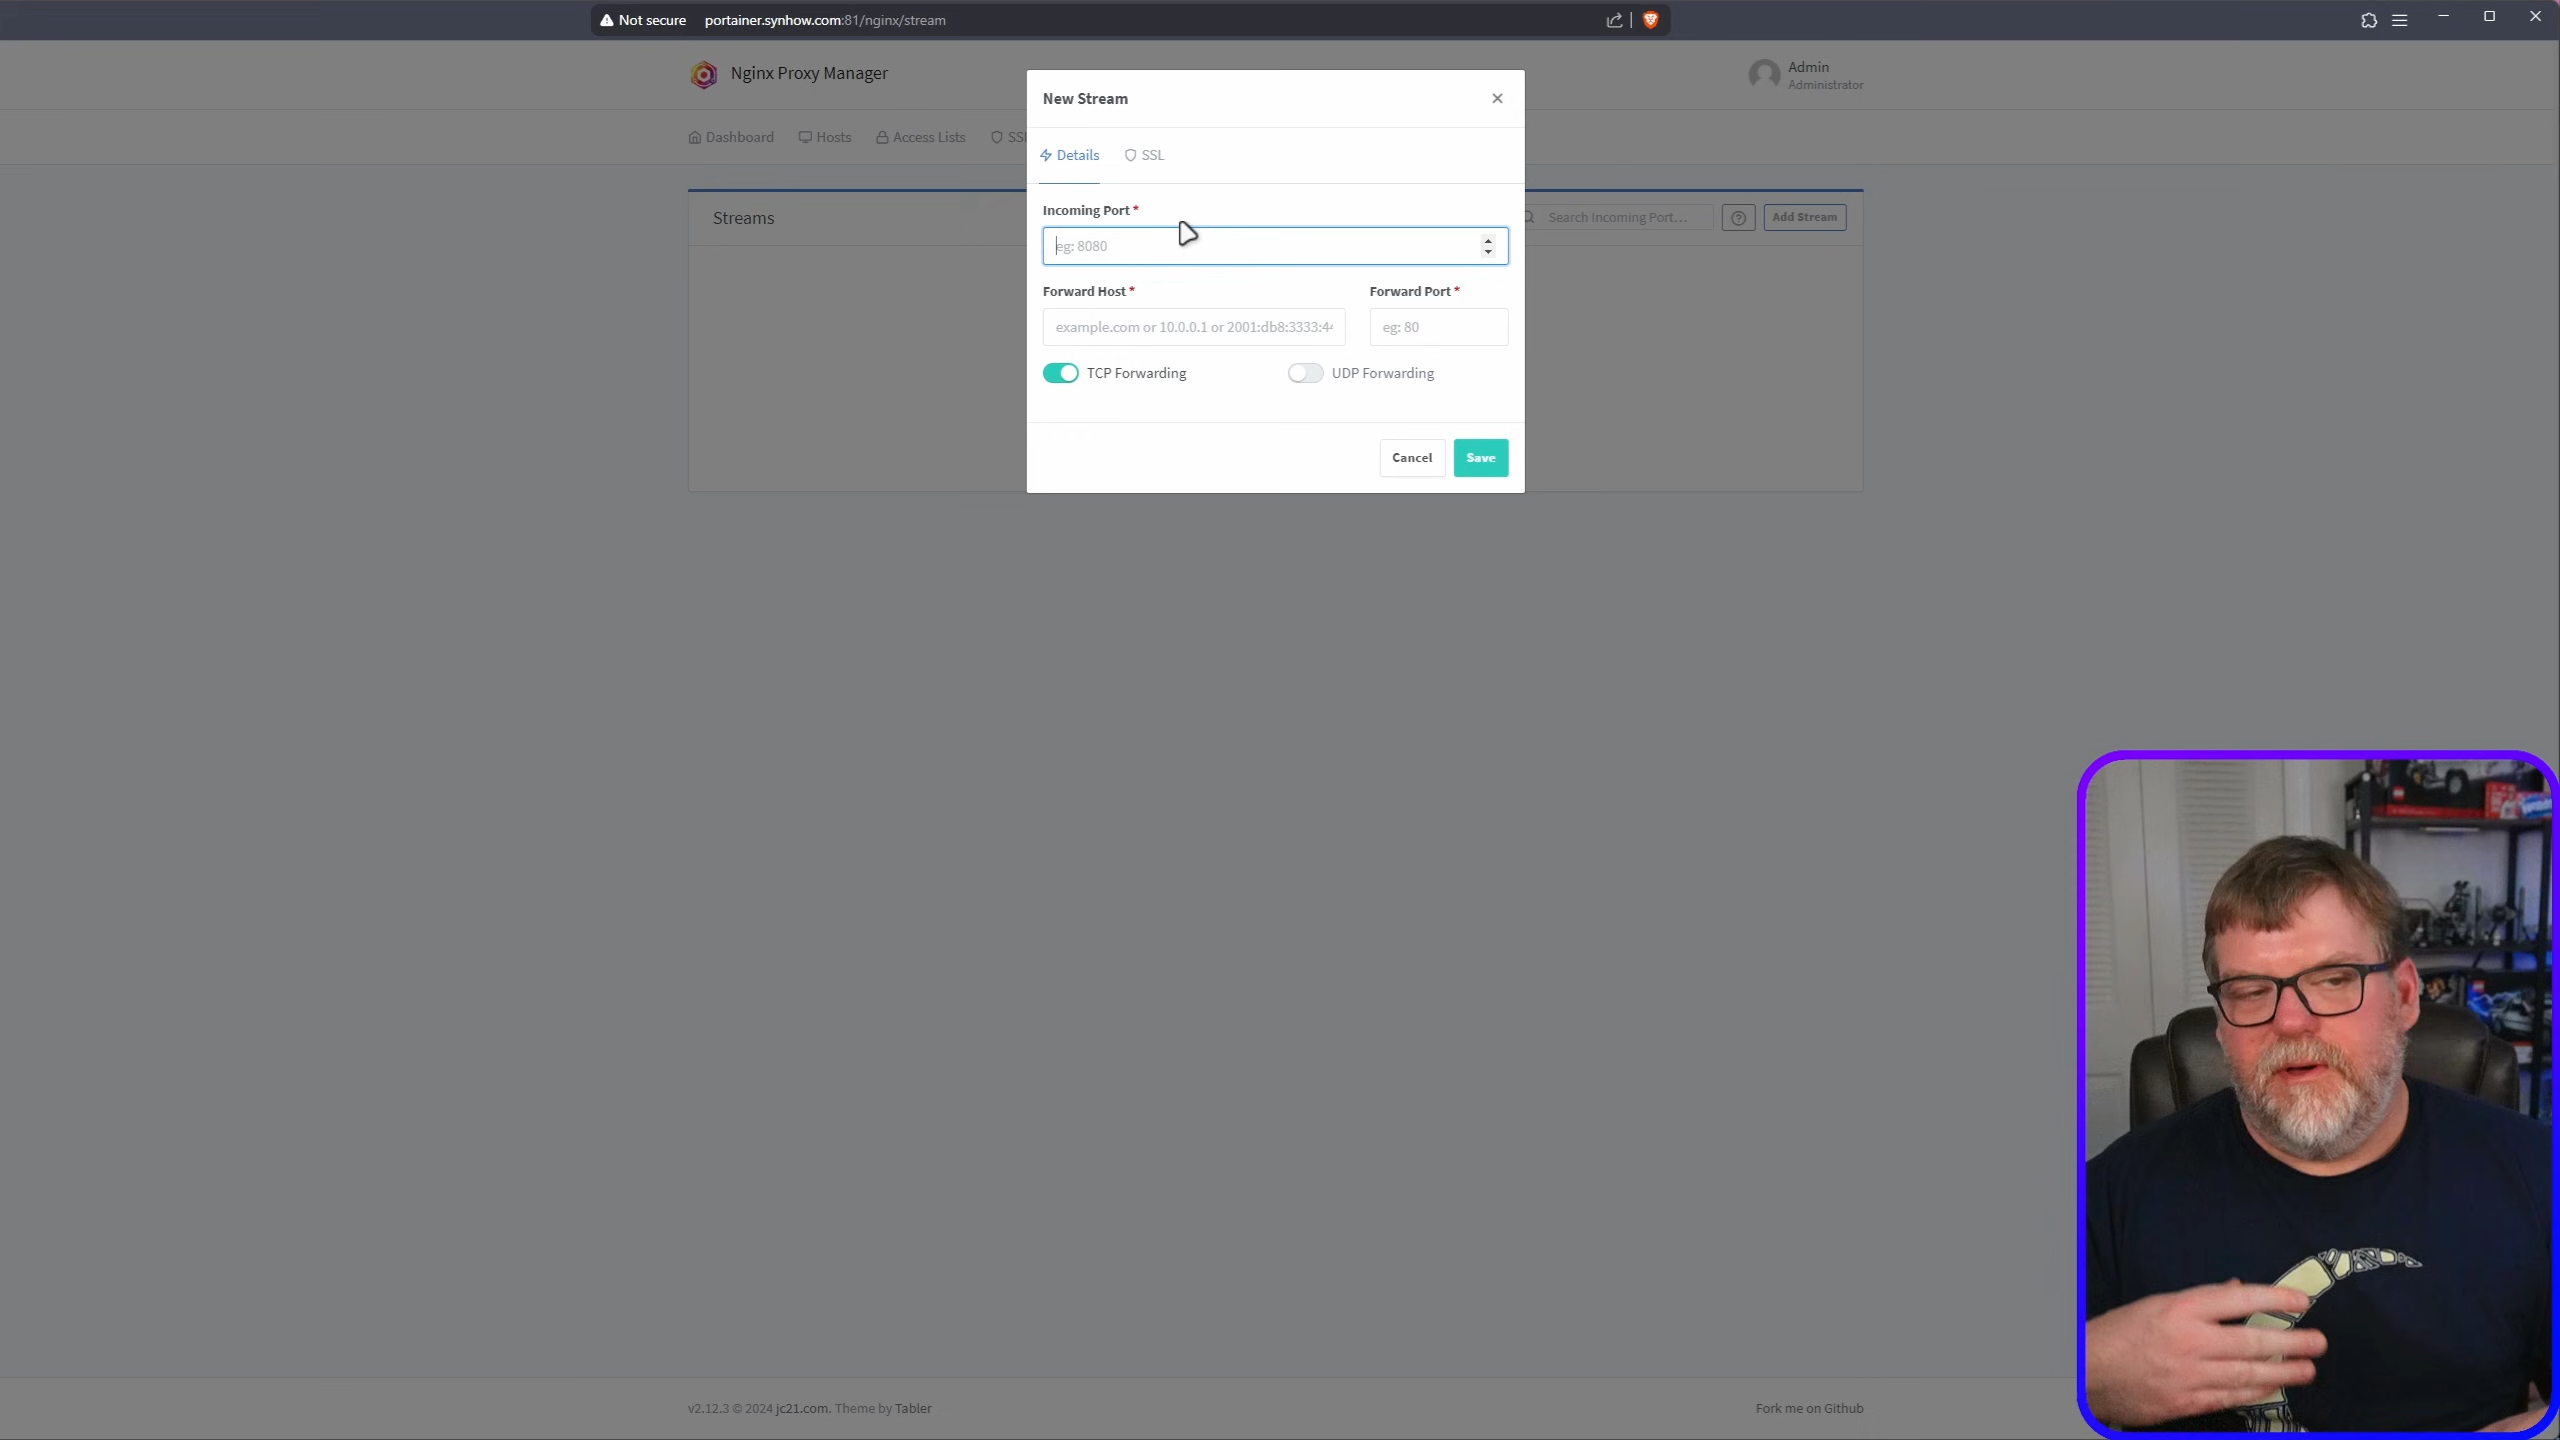 Not secure portainer.synhow.com:81/nginx/stream
Nginx Proxy Manager
Admin
Administrator
Dashboard Hosts Access Lists SS
New Stream
Details SSL
Streams
Search Incoming Port...
Add Stream
Incoming Port *
eg: 8080
Forward Host * Forward Port *
example.com or 10.0.0.1 or 2001:db8:3333:44 eg: 80
TCP Forwarding UDP Forwarding
Cancel Save
v2.12.3 © 2024 jc21.com. Theme by Tabler
Fork me on Github